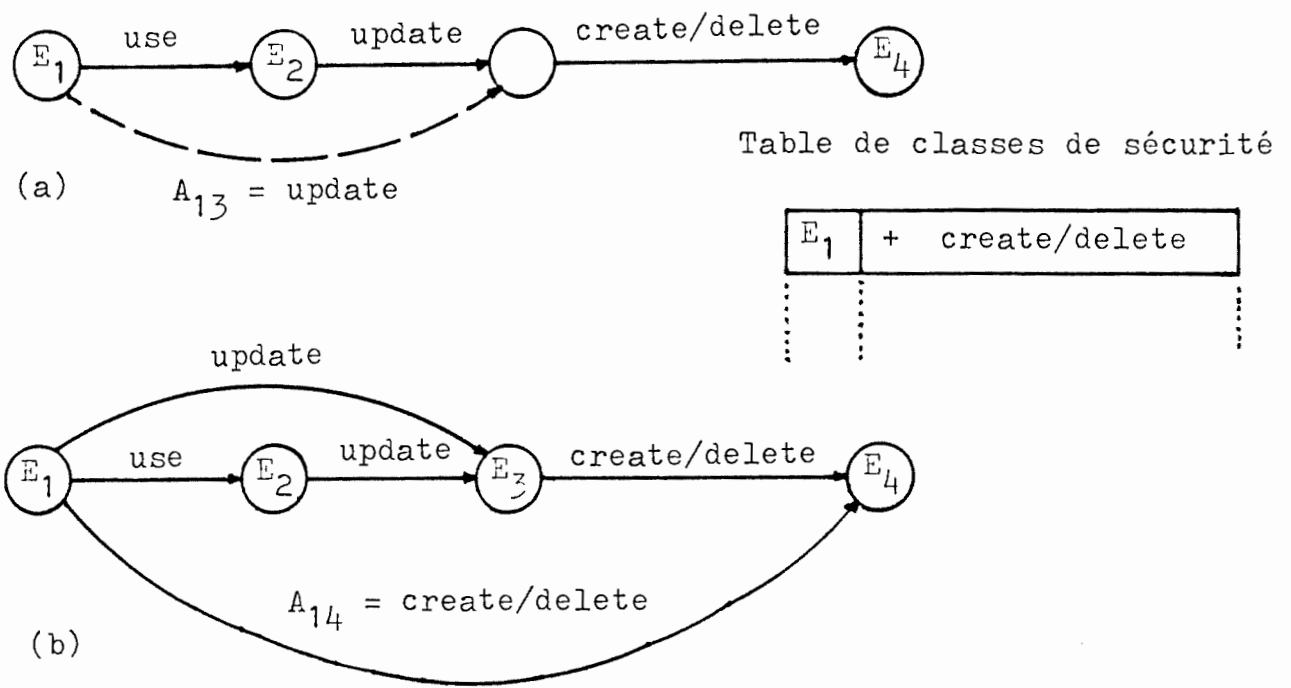 use update create/delete
E₁ E₂ E₄
Table de classes de sécurité
(a) A₁₃ = update
E₁ + create/delete
update
use update create/delete
E₁ E₂ E₃ E₄
A₁₄ = create/delete
(b)